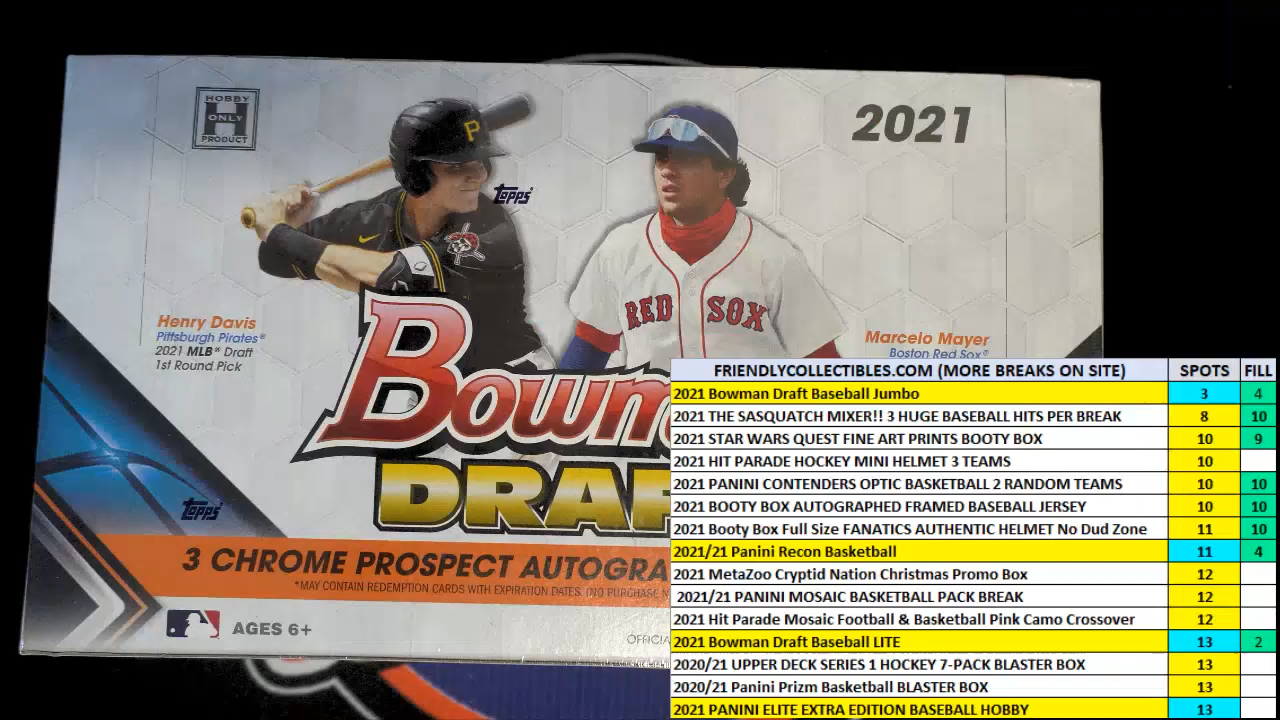 HOBBY
H
ONLY
PRODUCT
2021
P
Topps
RED SOX
Henry Davis
Pittsburgh Pirates®
2021 MLB® Draft
1st Round Pick
Marcelo Mayer
Boston Red Sox®
Bowm
DRAF
Topps
3 CHROME PROSPECT AUTOGRA
*MAY CONTAIN REDEMPTION CARDS WITH EXPIRATION DATES. (NO PURCHASE N
AGES 6+
OFFICIA
FRIENDLYCOLLECTIBLES.COM (MORE BREAKS ON SITE) SPOTS FILL
2021 Bowman Draft Baseball Jumbo 3 4
2021 THE SASQUATCH MIXER!! 3 HUGE BASEBALL HITS PER BREAK 8 10
2021 STAR WARS QUEST FINE ART PRINTS BOOTY BOX 10 9
2021 HIT PARADE HOCKEY MINI HELMET 3 TEAMS 10
2021 PANINI CONTENDERS OPTIC BASKETBALL 2 RANDOM TEAMS 10 10
2021 BOOTY BOX AUTOGRAPHED FRAMED BASEBALL JERSEY 10 10
2021 Booty Box Full Size FANATICS AUTHENTIC HELMET No Dud Zone 11 10
2021/21 Panini Recon Basketball 11 4
2021 MetaZoo Cryptid Nation Christmas Promo Box 12
2021/21 PANINI MOSAIC BASKETBALL PACK BREAK 12
2021 Hit Parade Mosaic Football & Basketball Pink Camo Crossover 12
2021 Bowman Draft Baseball LITE 13 2
2020/21 UPPER DECK SERIES 1 HOCKEY 7-PACK BLASTER BOX 13
2020/21 Panini Prizm Basketball BLASTER BOX 13
2021 PANINI ELITE EXTRA EDITION BASEBALL HOBBY 13